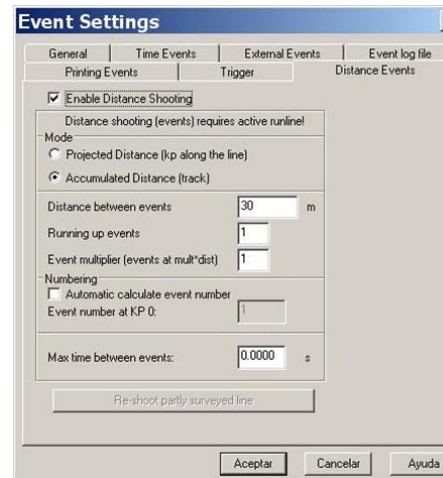 Event Settings
General Time Events External Events Event log file
Printing Events Trigger Distance Events
Enable Distance Shooting
Distance shooting (events) requires active runline!
Mode
Projected Distance (kp along the line)
Accumulated Distance (track)
Distance between events 30 m
Running up events 1
Event multiplier (events at mult*dist) 1
Numbering
Automatic calculate event number
Event number at KP 0: 1
Max time between events: 0.0000 s
Re-shoot partly surveyed line
Aceptar Cancelar Ayuda